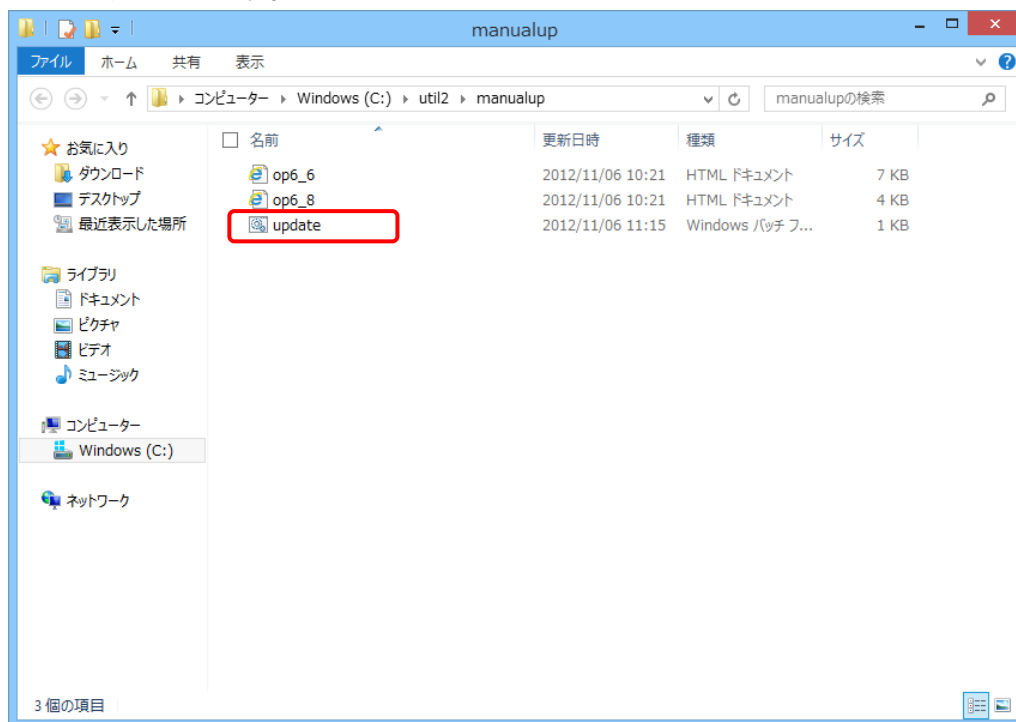 manualup
ファイル ホーム 共有 表示
コンピューター Windows (C:) util2 manualup manualupの検索
名前 更新日時 種類 サイズ
お気に入り
ダウンロード
デスクトップ
最近表示した場所
op6_6 2012/11/06 10:21 HTML ドキュメント 7 KB
op6_8 2012/11/06 10:21 HTML ドキュメント 4 KB
update 2012/11/06 11:15 Windows バッチ フ... 1 KB
ライブラリ
ドキュメント
ピクチャ
ビデオ
ミュージック
コンピューター
Windows (C:)
ネットワーク
3 個の項目